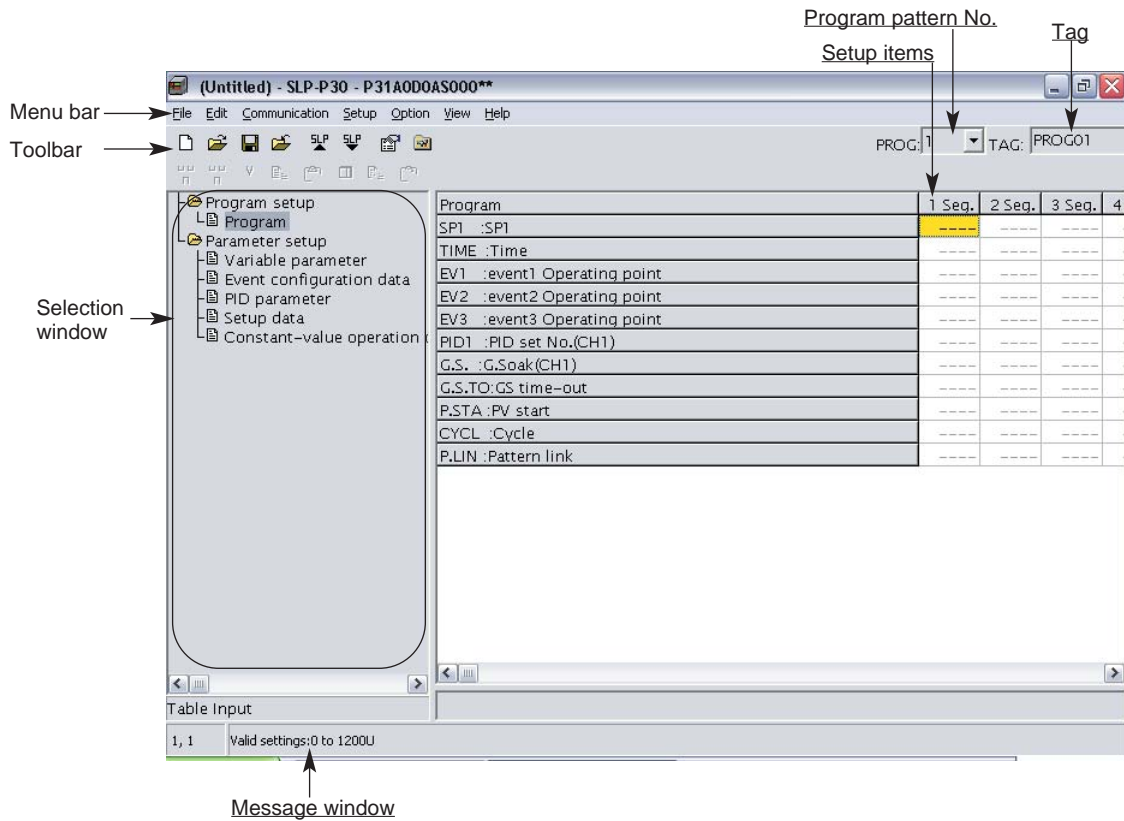 Program pattern No.
Tag
Setup items
(Untitled) - SLP-P30 - P31A0D0AS000**
Menu bar
File Edit Communication Setup Option View Help
Toolbar
SLP SLP
PROG: 1 TAG: PROG01
Program setup
Program
Parameter setup
Variable parameter
Event configuration data
PID parameter
Setup data
Constant-value operation
Selection
window
Program 1 Seg. 2 Seg. 3 Seg. 4
SP1 :SP1 ---- ---- ----
TIME :Time ---- ---- ----
EV1 :event1 Operating point ---- ---- ----
EV2 :event2 Operating point ---- ---- ----
EV3 :event3 Operating point ---- ---- ----
PID1 :PID set No.(CH1) ---- ---- ----
G.S. :G.Soak(CH1) ---- ---- ----
G.S.TO:GS time-out ---- ---- ----
P.STA :PV start ---- ---- ----
CYCL :Cycle ---- ---- ----
P.LIN :Pattern link ---- ---- ----
Table Input
1, 1 Valid settings:0 to 1200U
Message window